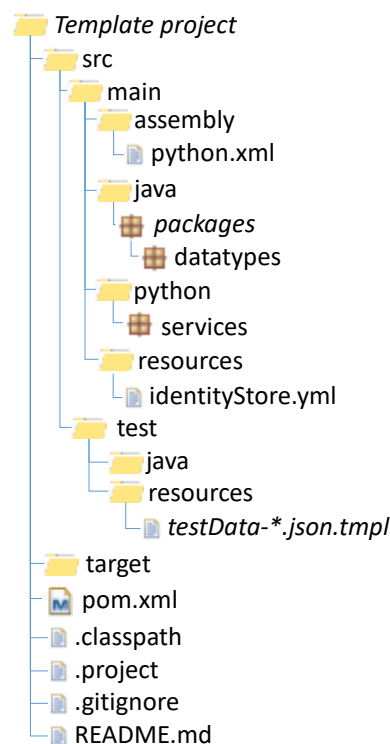 Template project
src
main
assembly
python.xml
java
packages
datatypes
python
services
resources
identityStore.yml
test
java
resources
testData-*.json.tmpl
target
M pom.xml
.classpath
.project
.gitignore
README.md